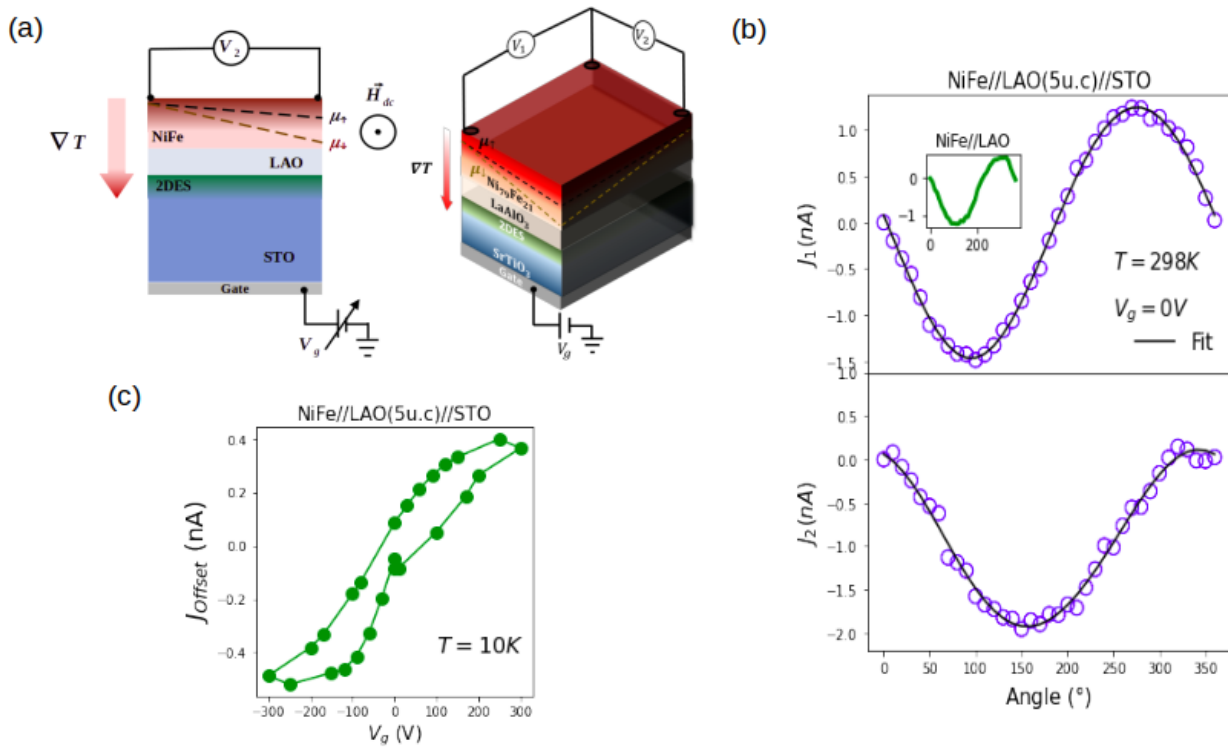 (a)
V₂
∇T
NiFe
μ↑
μ↓
H⃗dc
LAO
2DES
STO
Gate
Vg
V₁
V₂
∇T
μ↑
μ↓
Ni₇₉Fe₂₁
LaAlO₃
2DES
SrTiO₃
Gate
Vg
(b)
NiFe//LAO(5u.c)//STO
1.0
0.5
0.0
-0.5
-1.0
-1.5
J₁(nA)
NiFe//LAO
0
-1
0
200
T = 298K
Vg = 0V
Fit
1.0
0.5
0.0
-0.5
-1.0
-1.5
-2.0
J₂(nA)
0
50
100
150
200
250
300
350
Angle (°)
(c)
NiFe//LAO(5u.c)//STO
0.4
0.2
0.0
-0.2
-0.4
JOffset (nA)
T = 10K
−300
−200
−100
0
100
200
300
Vg (V)